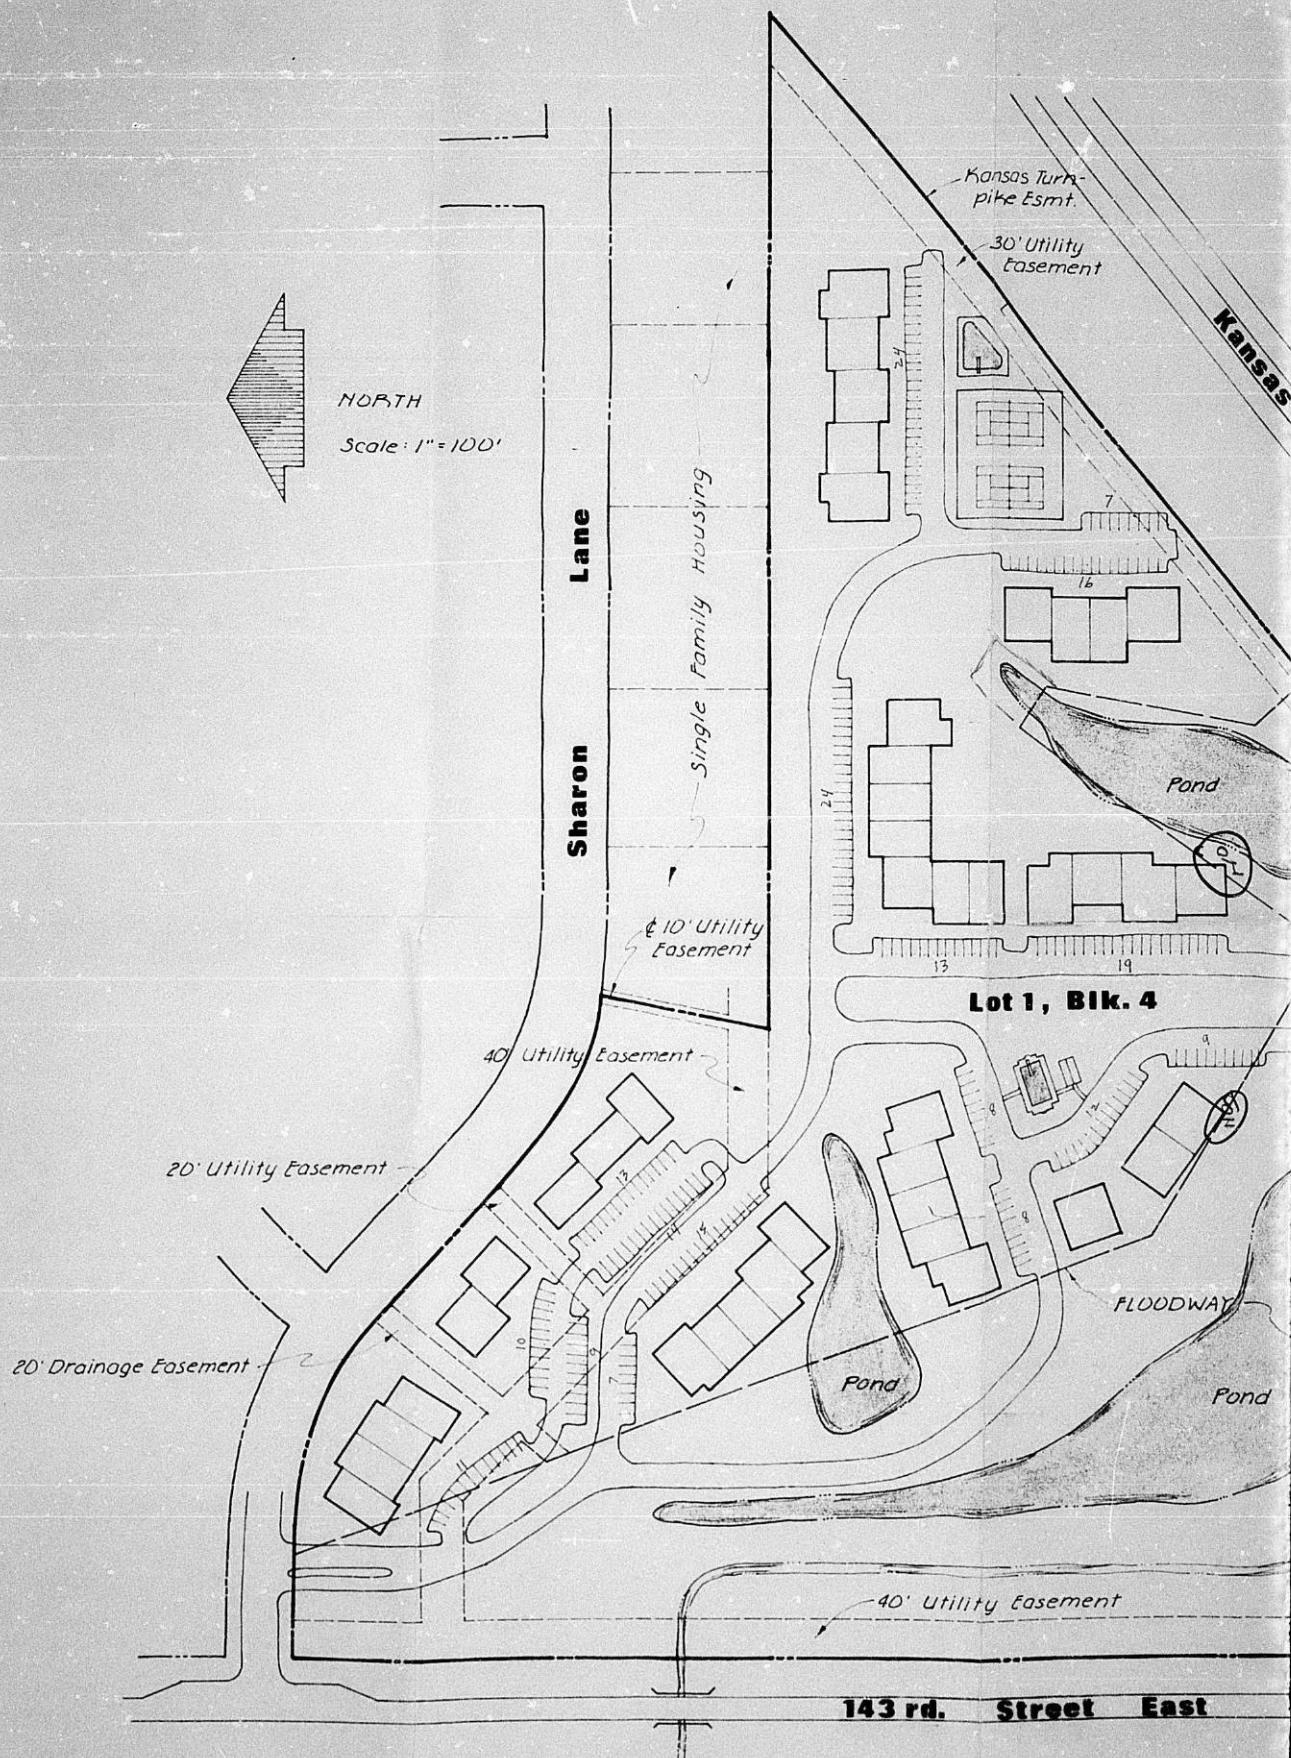 Kansas Turn-
pike Esmt.
30' Utility
Easement
Kansas
NORTH
Scale: 1"=100'
24
7
16
Sharon Lane
Single Family Housing
Pond
24
₵ 10' Utility
Easement
13
19
Lot 1, Blk. 4
40' Utility Easement
9
8
12
20' Utility Easement
13
14
15
8
FLOODWAY
10
9
7
20' Drainage Easement
Pond
Pond
11
40' Utility Easement
143 rd. Street East